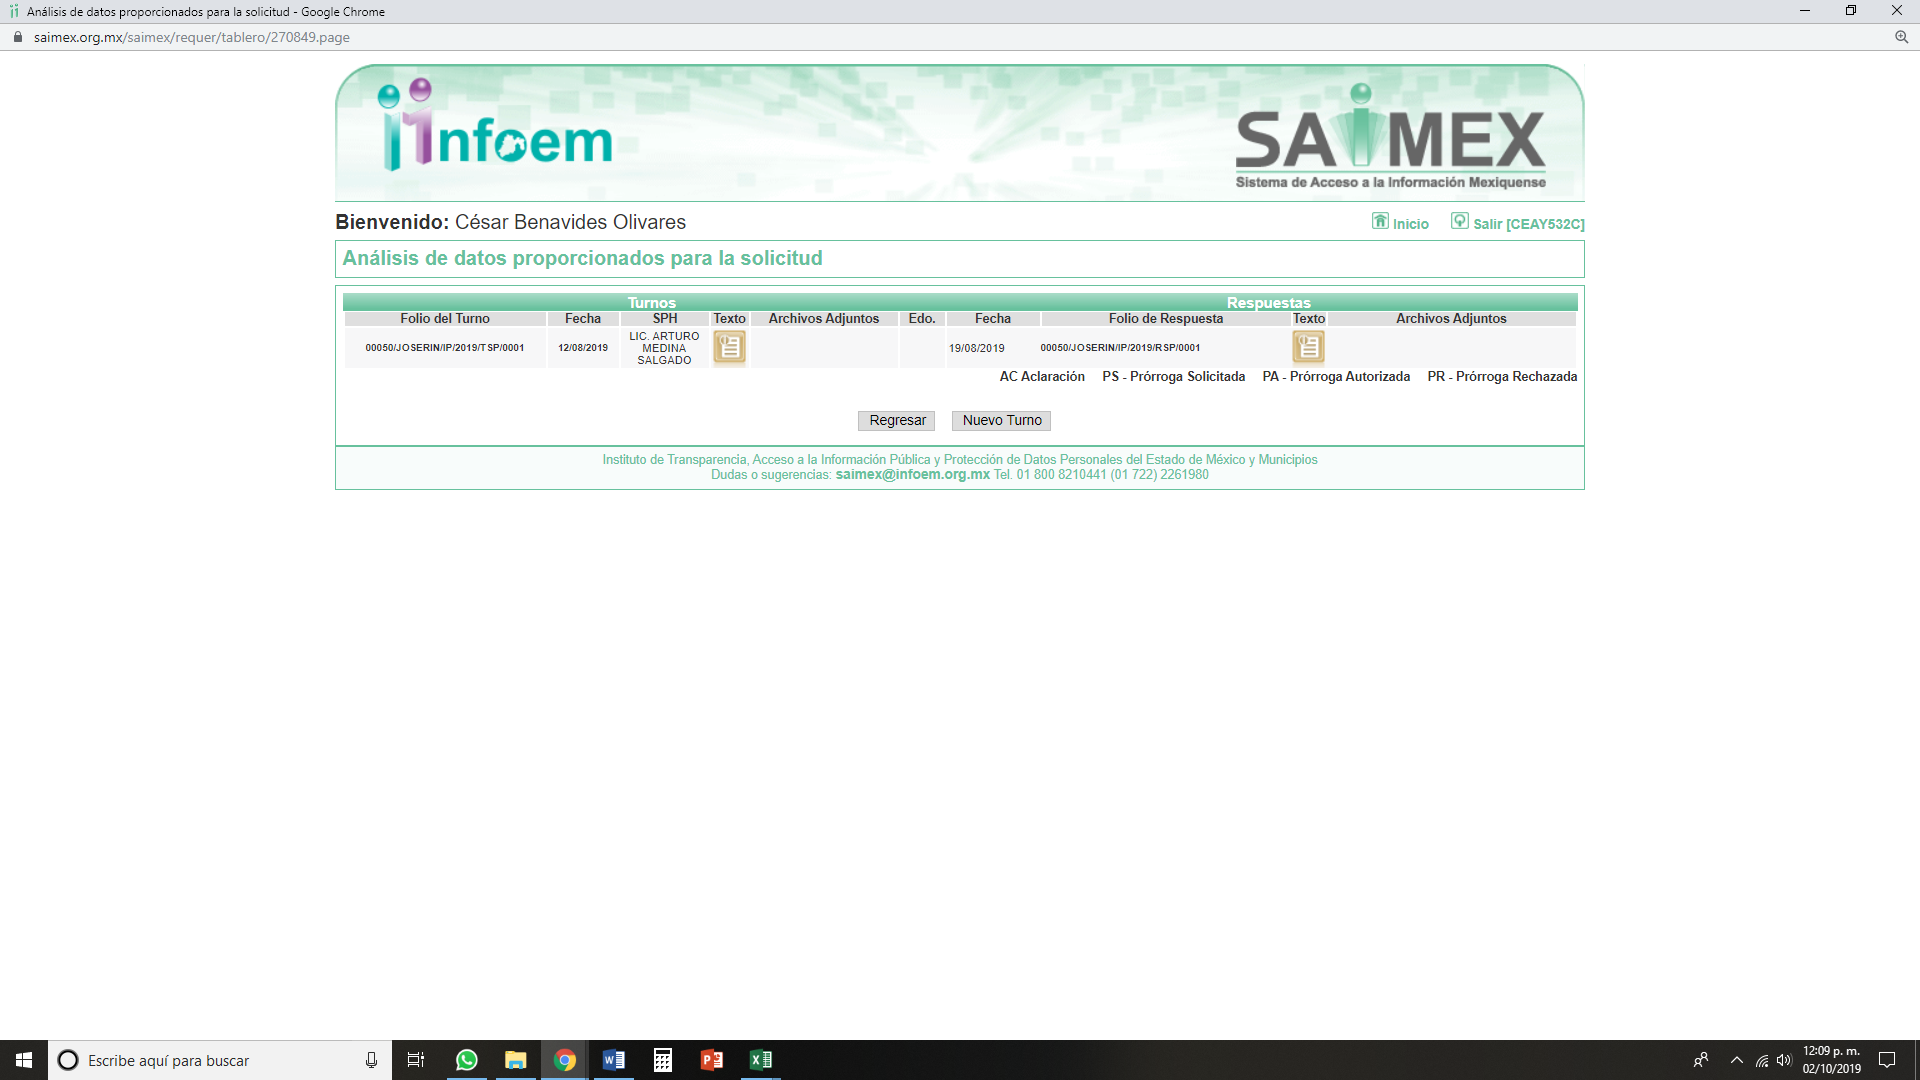 Análisis de datos proporcionados para la solicitud - Google Chrome
saimex.org.mx/saimex/requer/tablero/270849.page
infoem
SAIMEX
Sistema de Acceso a la Información Mexiquense
Bienvenido: César Benavides Olivares
Inicio Salir [CEAY532C]
Análisis de datos proporcionados para la solicitud
Turnos Respuestas
Folio del Turno Fecha SPH Texto Archivos Adjuntos Edo. Fecha Folio de Respuesta Texto Archivos Adjuntos
00050/JOSERIN/IP/2019/TSP/0001 12/08/2019 LIC. ARTURO MEDINA SALGADO 19/08/2019 00050/JOSERIN/IP/2019/RSP/0001
AC Aclaración PS - Prórroga Solicitada PA - Prórroga Autorizada PR - Prórroga Rechazada
Regresar Nuevo Turno
Instituto de Transparencia, Acceso a la Información Pública y Protección de Datos Personales del Estado de México y Municipios
Dudas o sugerencias: saimex@infoem.org.mx Tel. 01 800 8210441 (01 722) 2261980
Escribe aquí para buscar
12:09 p. m.
02/10/2019